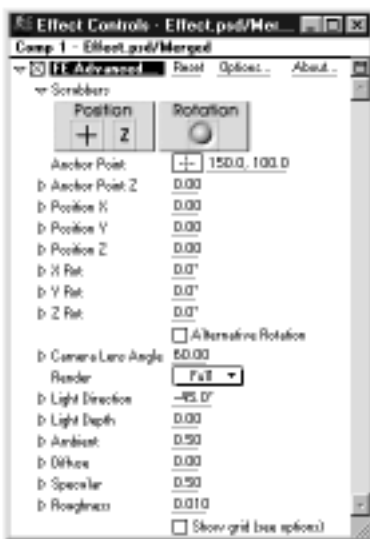 Effect Controls - Effect.psd/Mer...
Comp 1 - Effect.psd/Merged
FE Advanced... Reset Options... About...
Scrubbers
Position Rotation
Z
Anchor Point 150.0, 100.0
Anchor Point Z 0.00
Position X 0.00
Position Y 0.00
Position Z 0.00
X Rot 0.0°
Y Rot 0.0°
Z Rot 0.0°
Alternative Rotation
Camera Lens Angle 60.00
Render Full
Light Direction -45.0°
Light Depth 0.00
Ambient 0.50
Diffuse 0.00
Specular 0.50
Roughness 0.010
Show grid (see options)